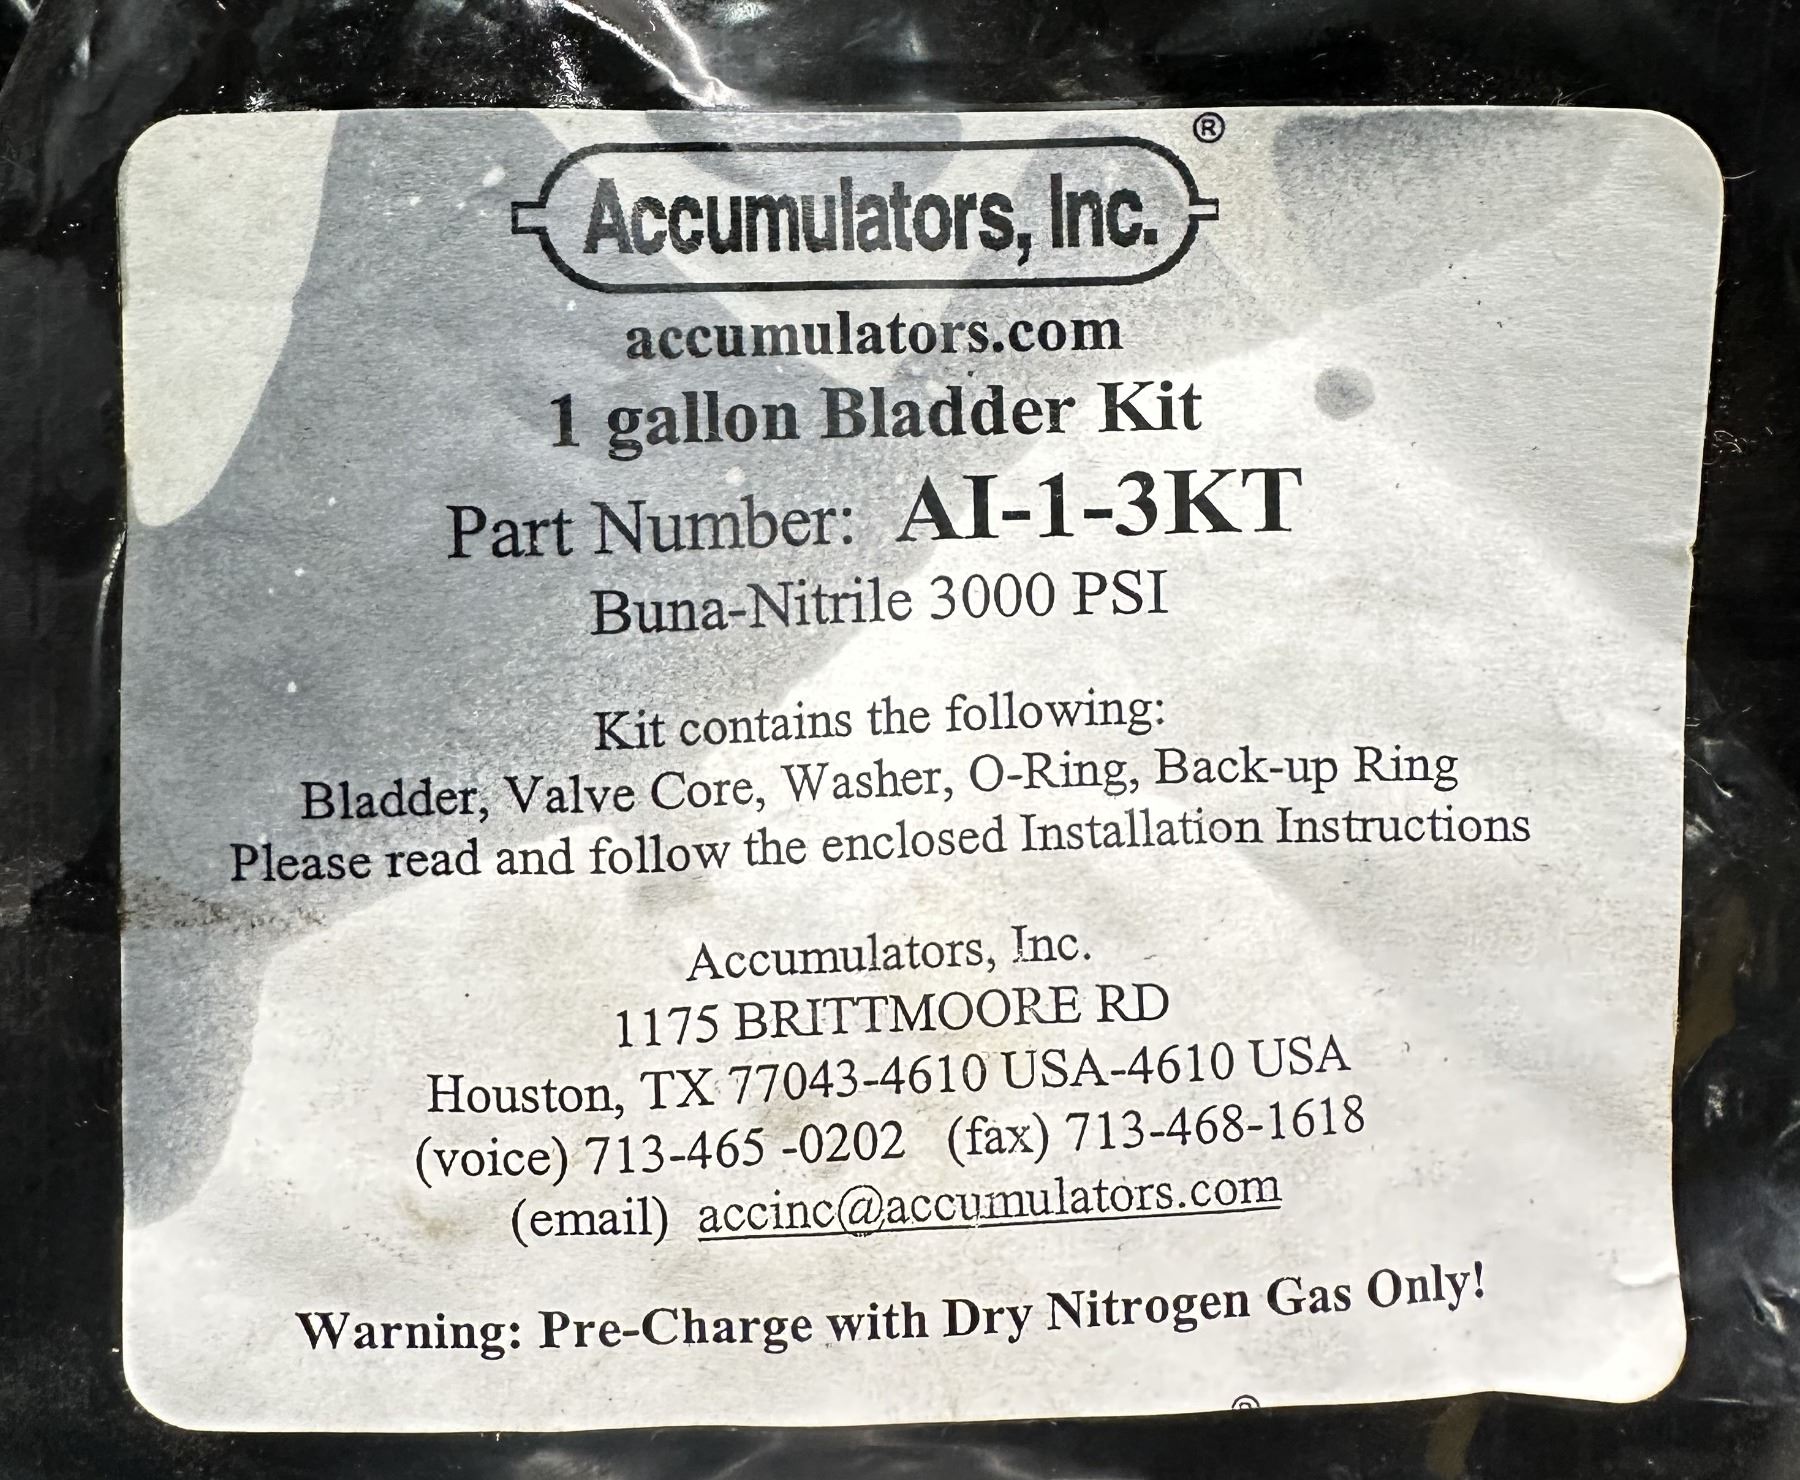 ®
Accumulators, Inc.
accumulators.com
1 gallon Bladder Kit
Part Number: AI-1-3KT
Buna-Nitrile 3000 PSI
Kit contains the following:
Bladder, Valve Core, Washer, O-Ring, Back-up Ring
Please read and follow the enclosed Installation Instructions
Accumulators, Inc.
1175 BRITTMOORE RD
Houston, TX 77043-4610 USA-4610 USA
(voice) 713-465 -0202 (fax) 713-468-1618
(email) accinc@accumulators.com
Warning: Pre-Charge with Dry Nitrogen Gas Only!